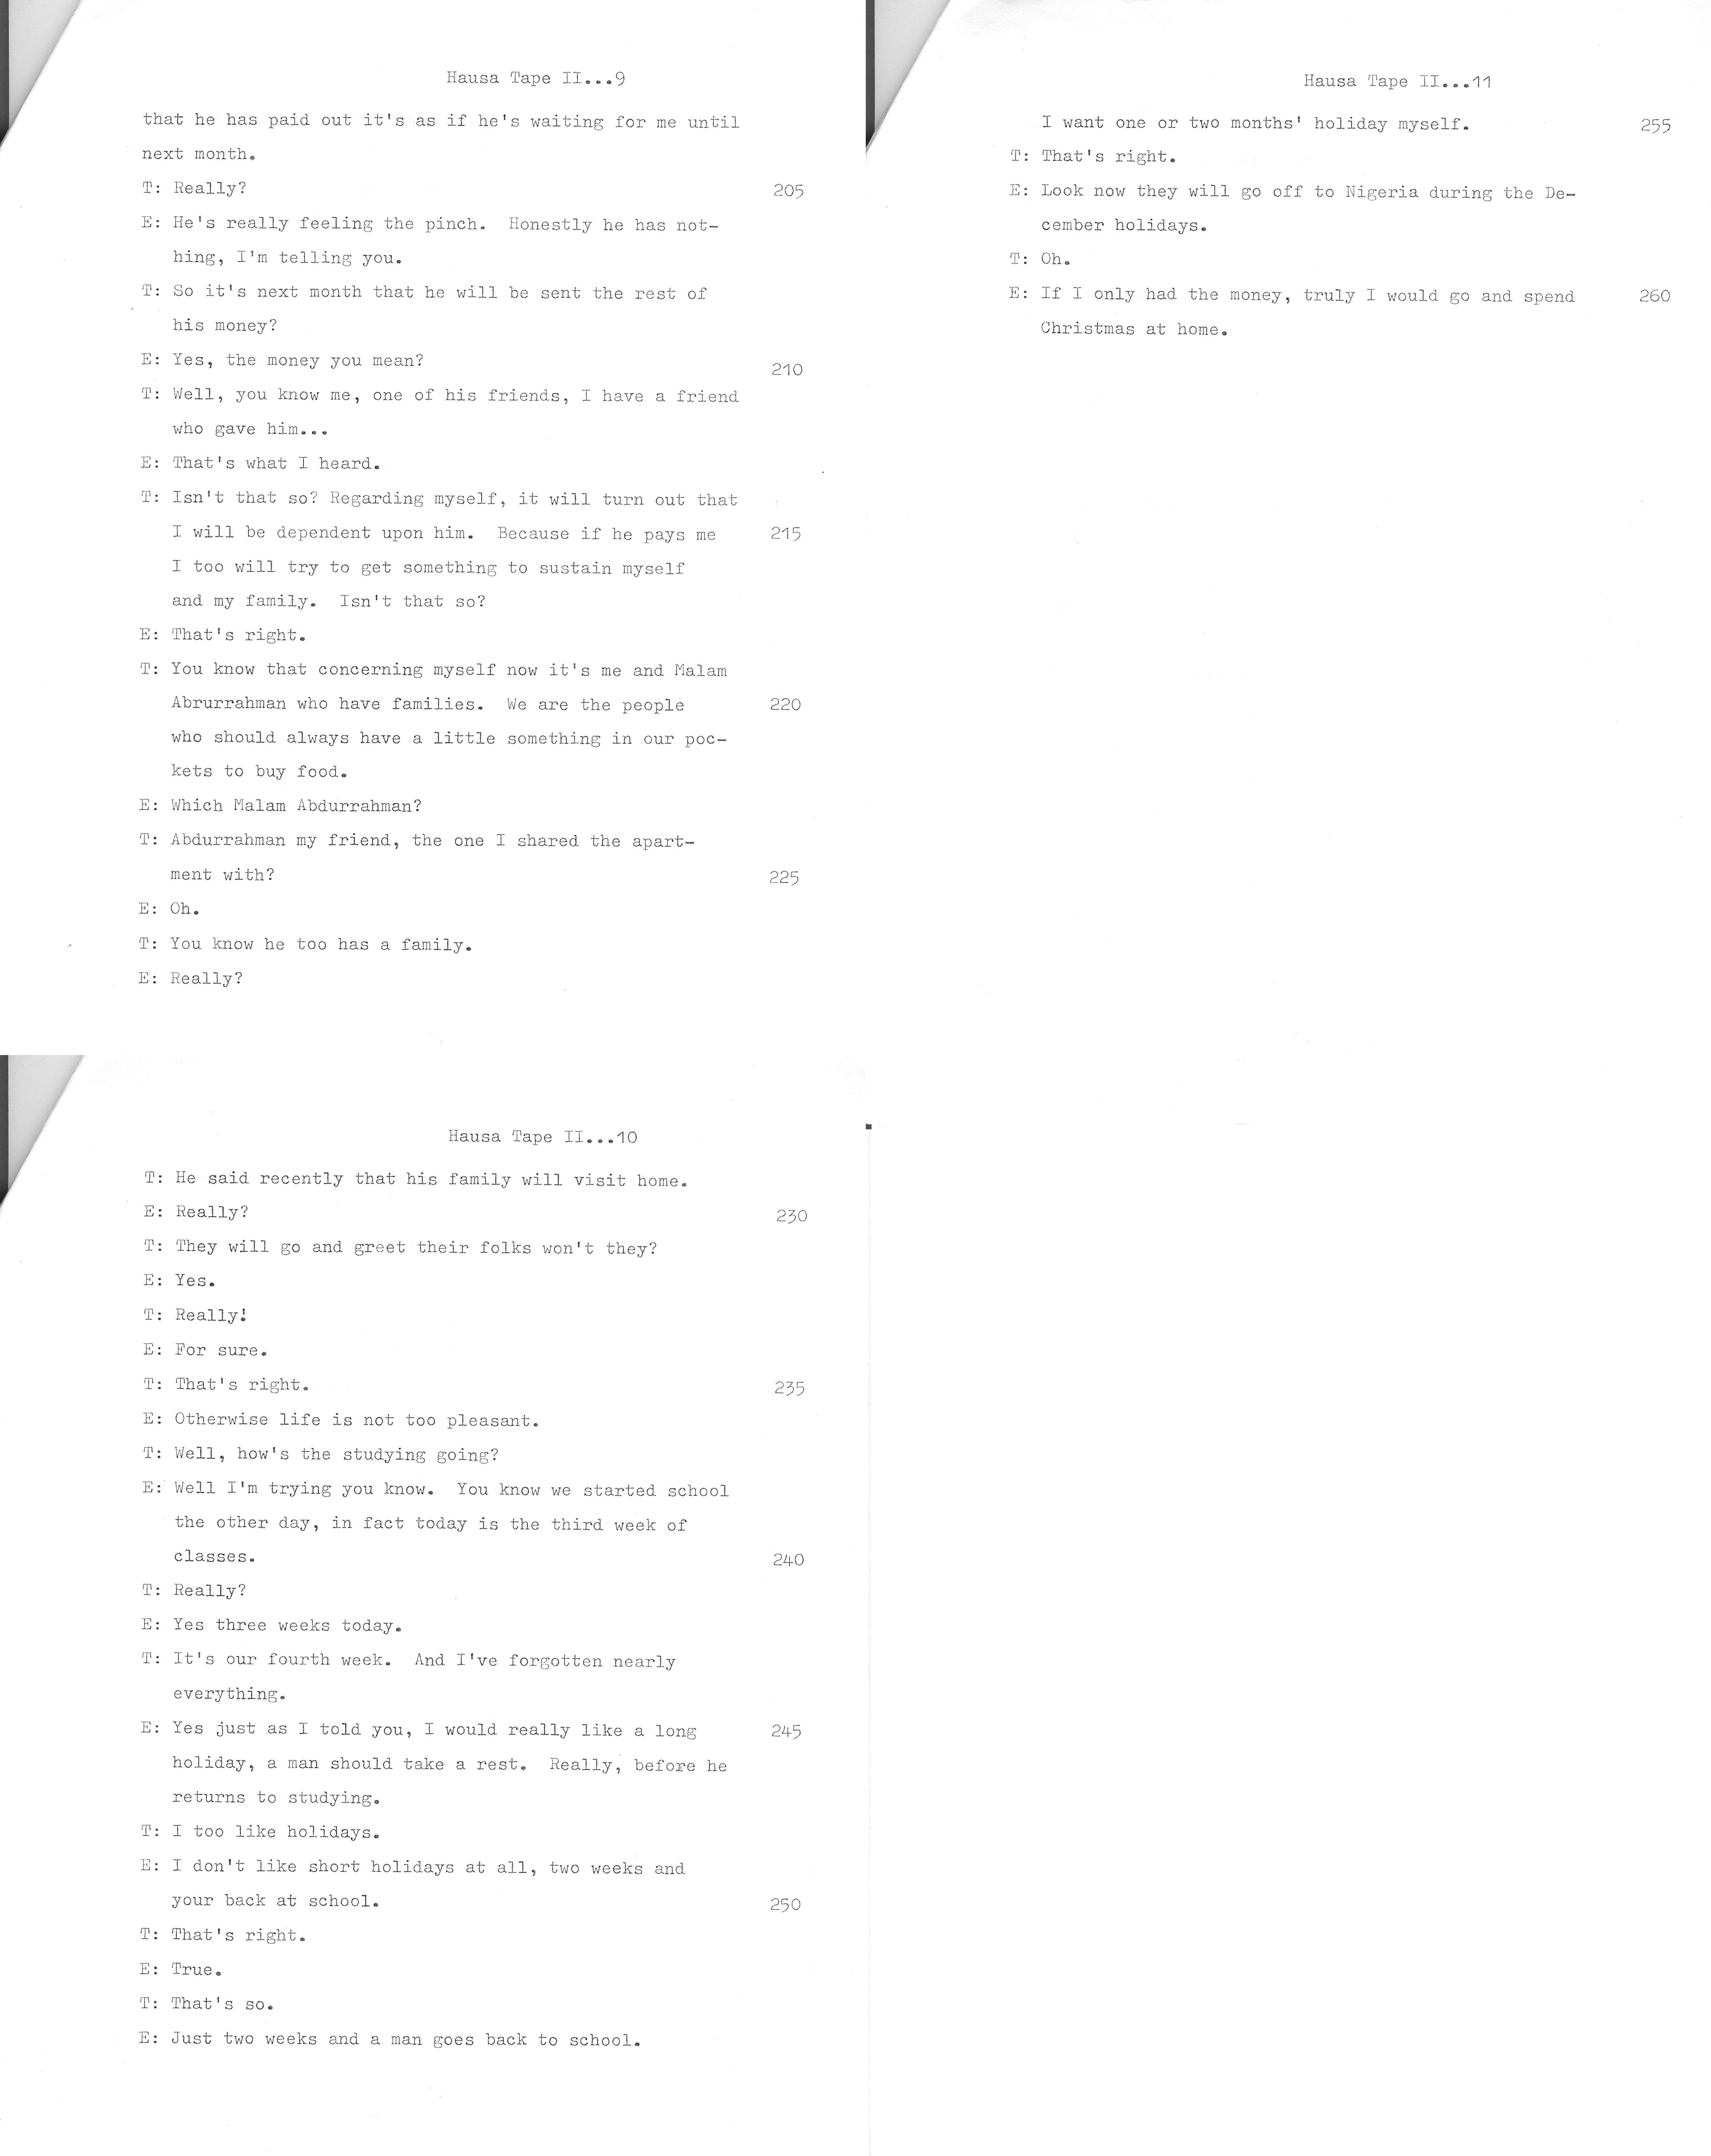 Hausa Tape II...9
that he has paid out it's as if he's waiting for me until
next month.
T: Really? 205
E: He's really feeling the pinch. Honestly he has not-
hing, I'm telling you.
T: So it's next month that he will be sent the rest of
his money?
E: Yes, the money you mean? 210
T: Well, you know me, one of his friends, I have a friend
who gave him...
E: That's what I heard.
T: Isn't that so? Regarding myself, it will turn out that
I will be dependent upon him. Because if he pays me 215
I too will try to get something to sustain myself
and my family. Isn't that so?
E: That's right.
T: You know that concerning myself now it's me and Malam
Abrurrahman who have families. We are the people 220
who should always have a little something in our poc-
kets to buy food.
E: Which Malam Abdurrahman?
T: Abdurrahman my friend, the one I shared the apart-
ment with? 225
E: Oh.
T: You know he too has a family.
E: Really?
Hausa Tape II...10
T: He said recently that his family will visit home.
E: Really? 230
T: They will go and greet their folks won't they?
E: Yes.
T: Really!
E: For sure.
T: That's right. 235
E: Otherwise life is not too pleasant.
T: Well, how's the studying going?
E: Well I'm trying you know. You know we started school
the other day, in fact today is the third week of
classes. 240
T: Really?
E: Yes three weeks today.
T: It's our fourth week. And I've forgotten nearly
everything.
E: Yes just as I told you, I would really like a long 245
holiday, a man should take a rest. Really, before he
returns to studying.
T: I too like holidays.
E: I don't like short holidays at all, two weeks and
your back at school. 250
T: That's right.
E: True.
T: That's so.
E: Just two weeks and a man goes back to school.
Hausa Tape II...11
I want one or two months' holiday myself. 255
T: That's right.
E: Look now they will go off to Nigeria during the De-
cember holidays.
T: Oh.
E: If I only had the money, truly I would go and spend 260
Christmas at home.